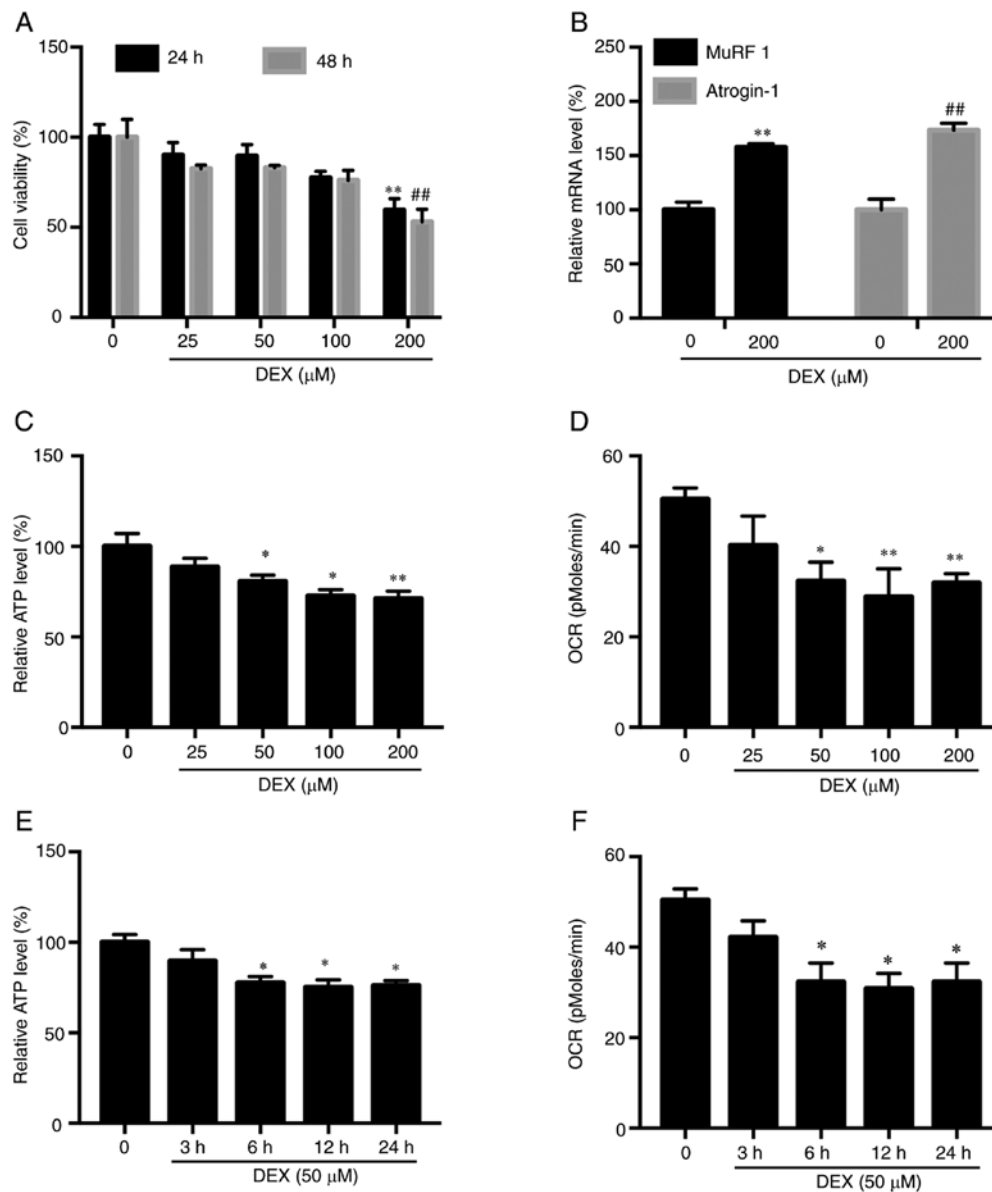 A
150
24 h
48 h
100
50
0
Cell viability (%)
**
##
0
25
50
100
200
DEX (μM)
B
250
MuRF 1
200
Atrogin-1
150
100
50
0
Relative mRNA level (%)
**
##
0
200
0
200
DEX (μM)
C
150
100
50
0
Relative ATP level (%)
*
*
**
0
25
50
100
200
DEX (μM)
D
60
40
20
0
OCR (pMoles/min)
*
**
**
0
25
50
100
200
DEX (μM)
E
150
100
50
0
Relative ATP level (%)
*
*
*
0
3 h
6 h
12 h
24 h
DEX (50 μM)
F
60
40
20
0
OCR (pMoles/min)
*
*
*
0
3 h
6 h
12 h
24 h
DEX (50 μM)